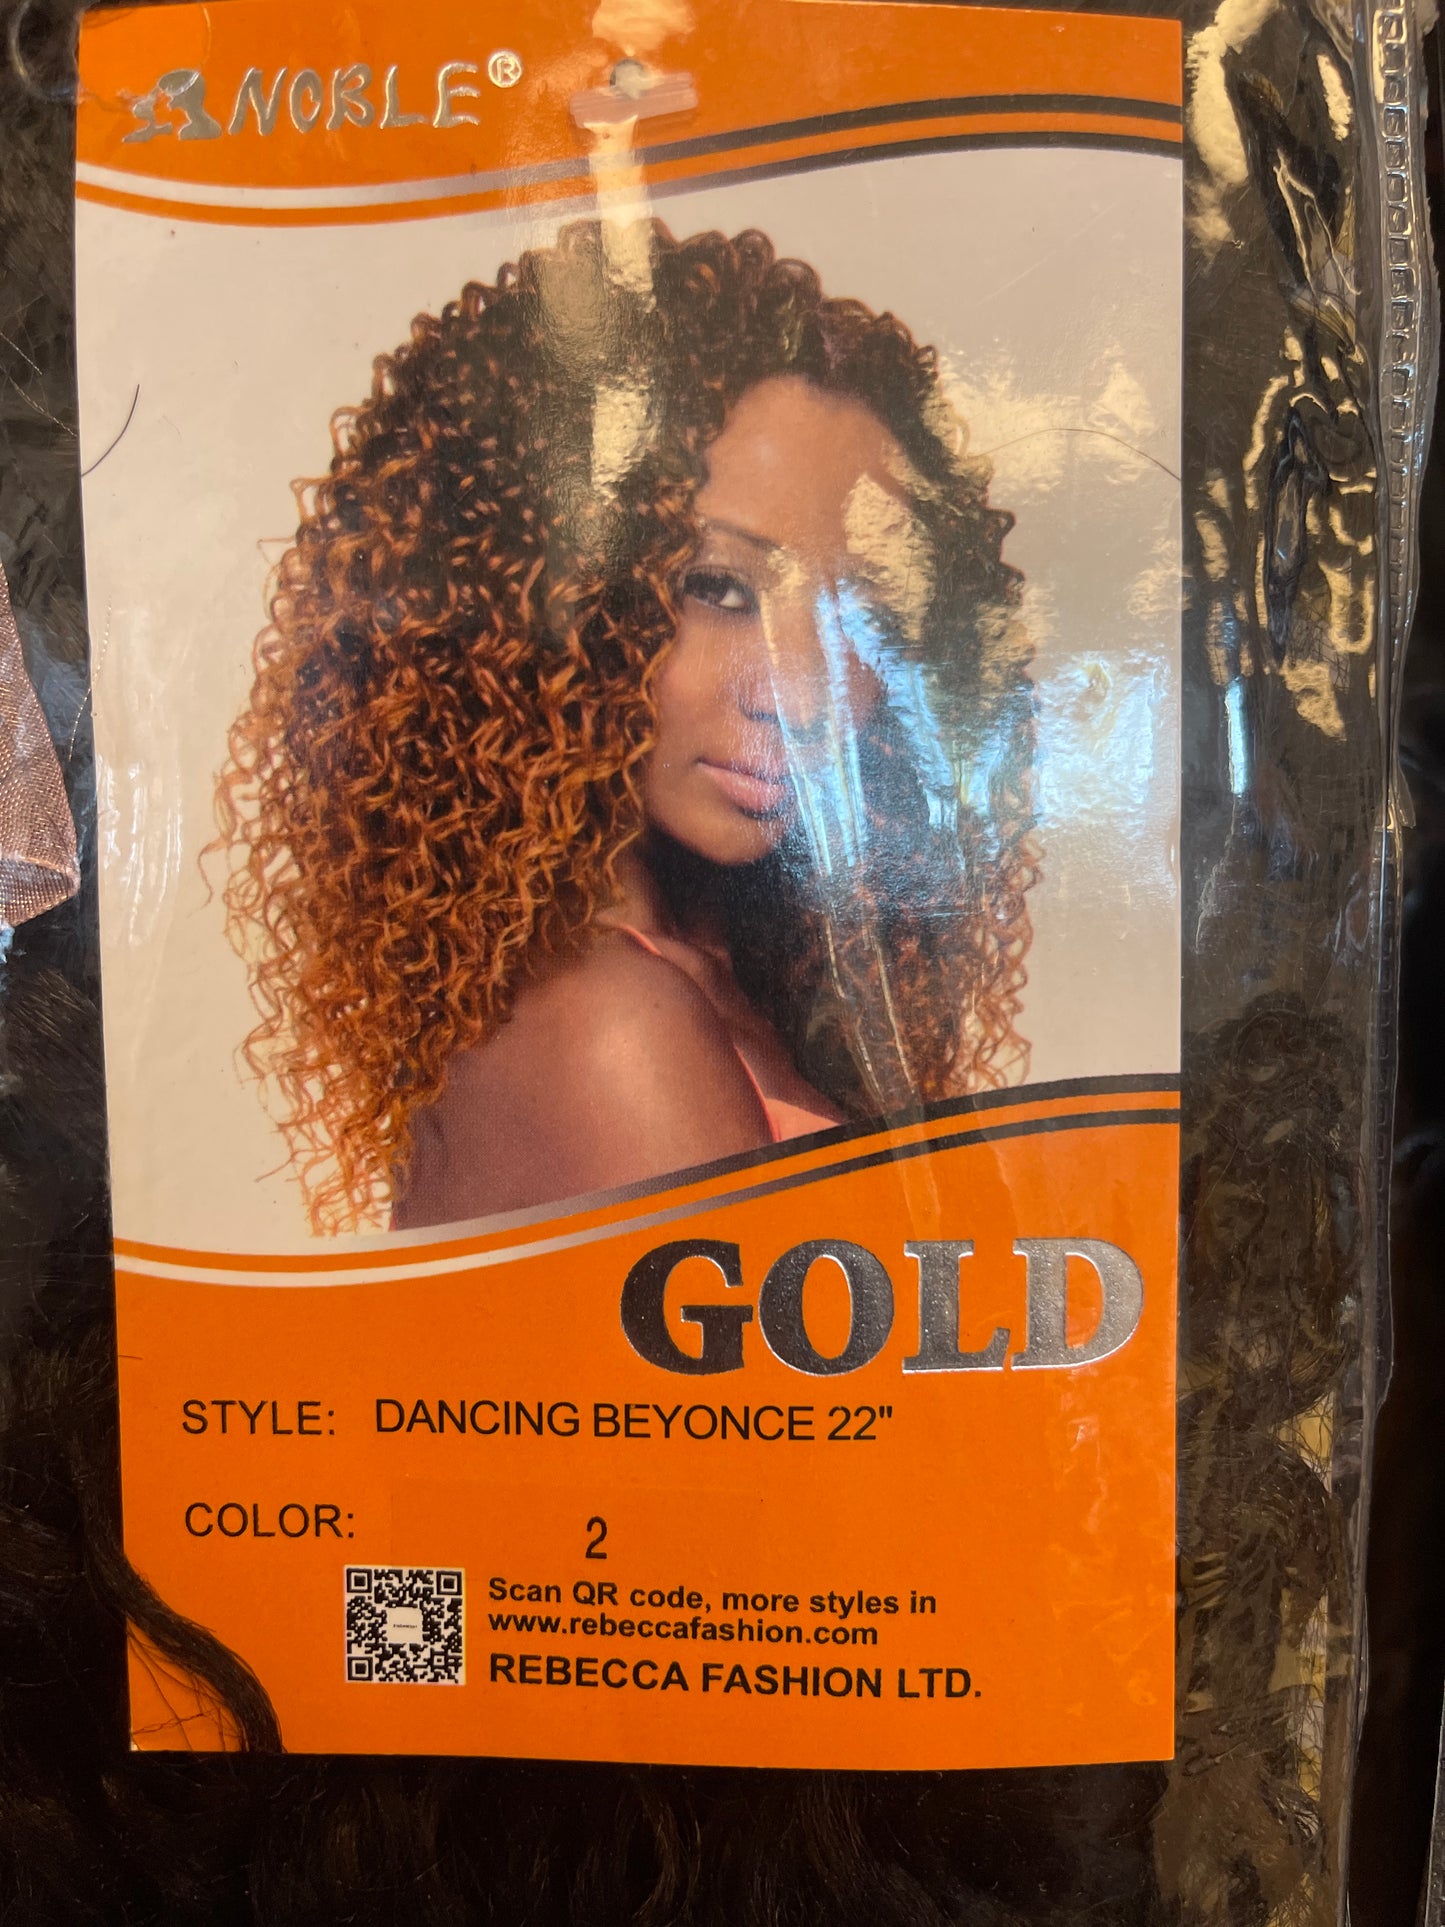 NOBLE®
GOLD
STYLE: DANCING BEYONCE 22"
COLOR: 2
Scan QR code, more styles in
www.rebeccafashion.com
REBECCA FASHION LTD.